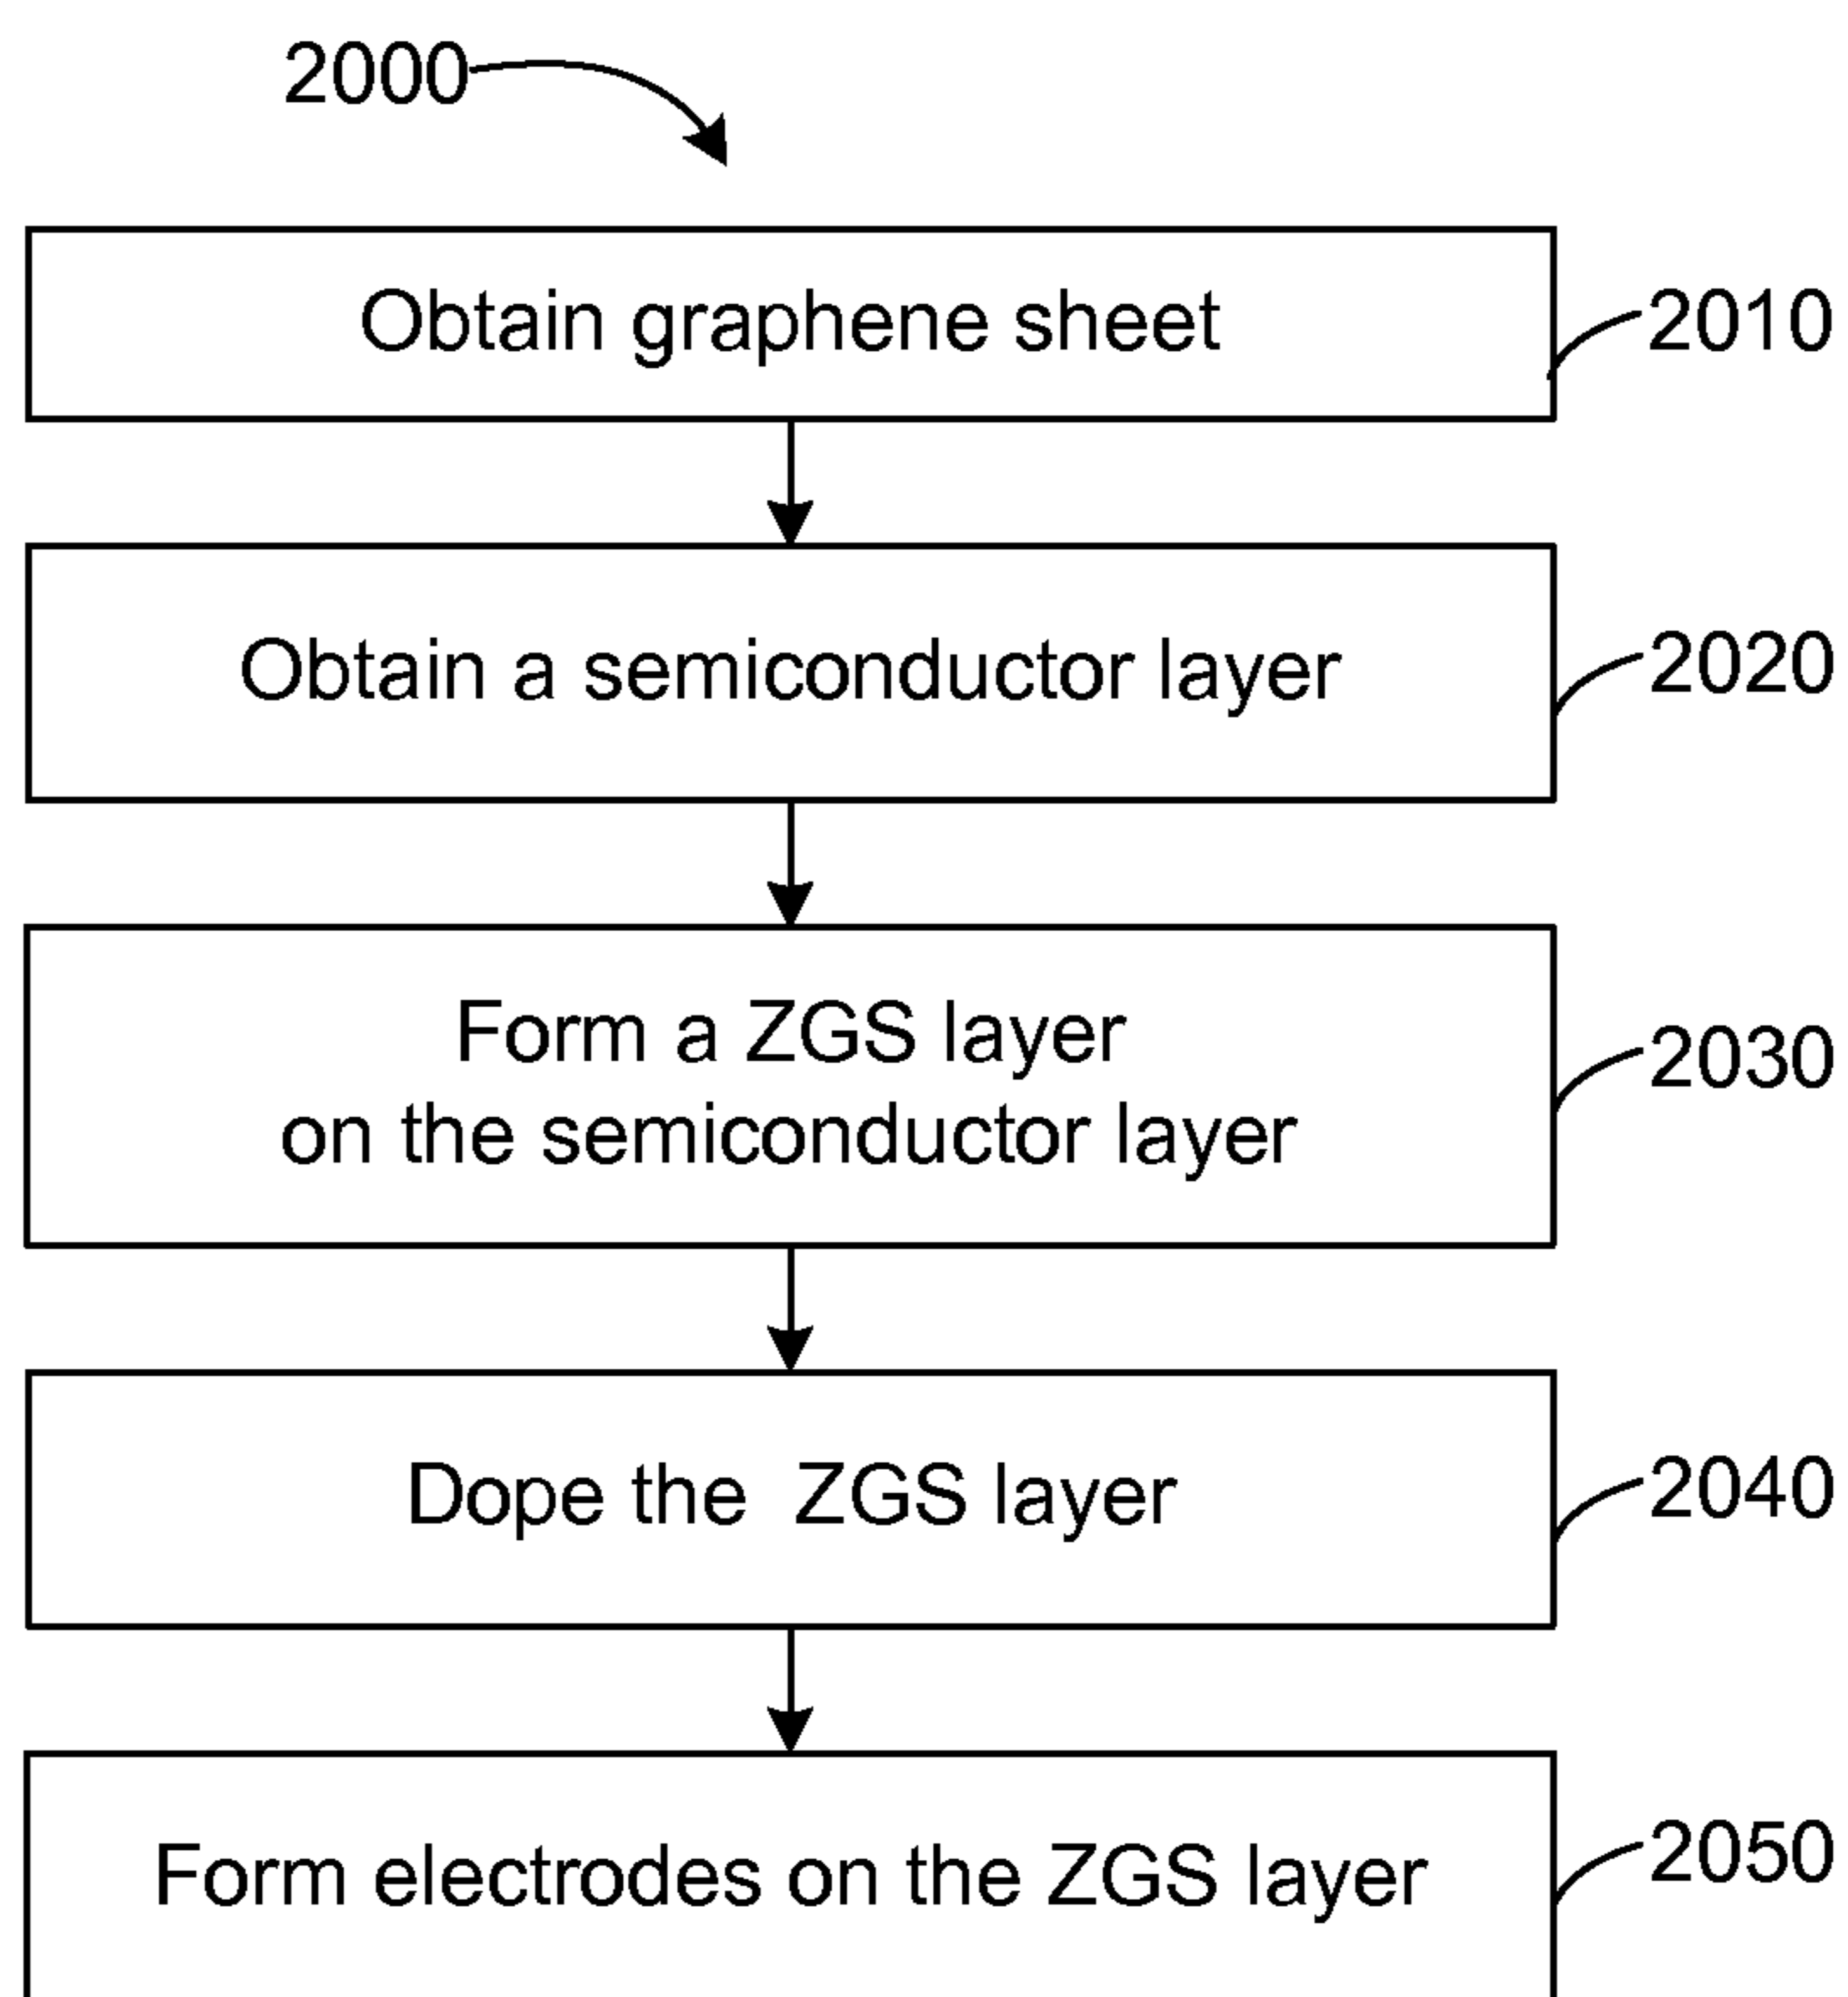 2000
Obtain graphene sheet
2010
Obtain a semiconductor layer
2020
Form a ZGS layer
on the semiconductor layer
2030
Dope the  ZGS layer
2040
Form electrodes on the ZGS layer
2050